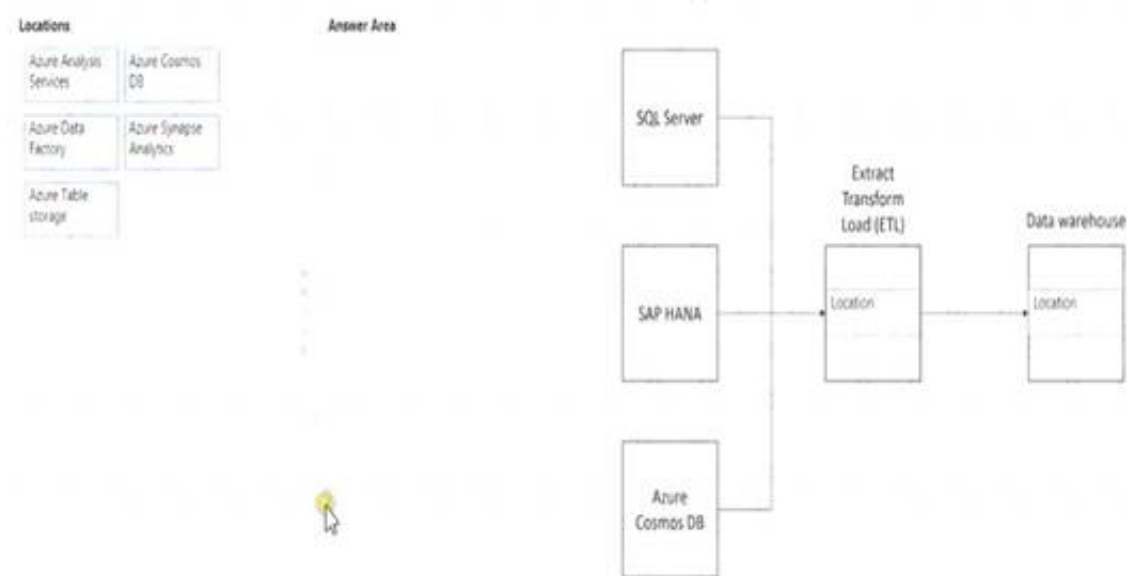 Locations
Answer Area
Azure Analysis
Services
Azure Cosmos
DB
Azure Data
Factory
Azure Synapse
Analytics
Azure Table
storage
SQL Server
SAP HANA
Azure
Cosmos DB
Extract
Transform
Load (ETL)
Location
Data warehouse
Location